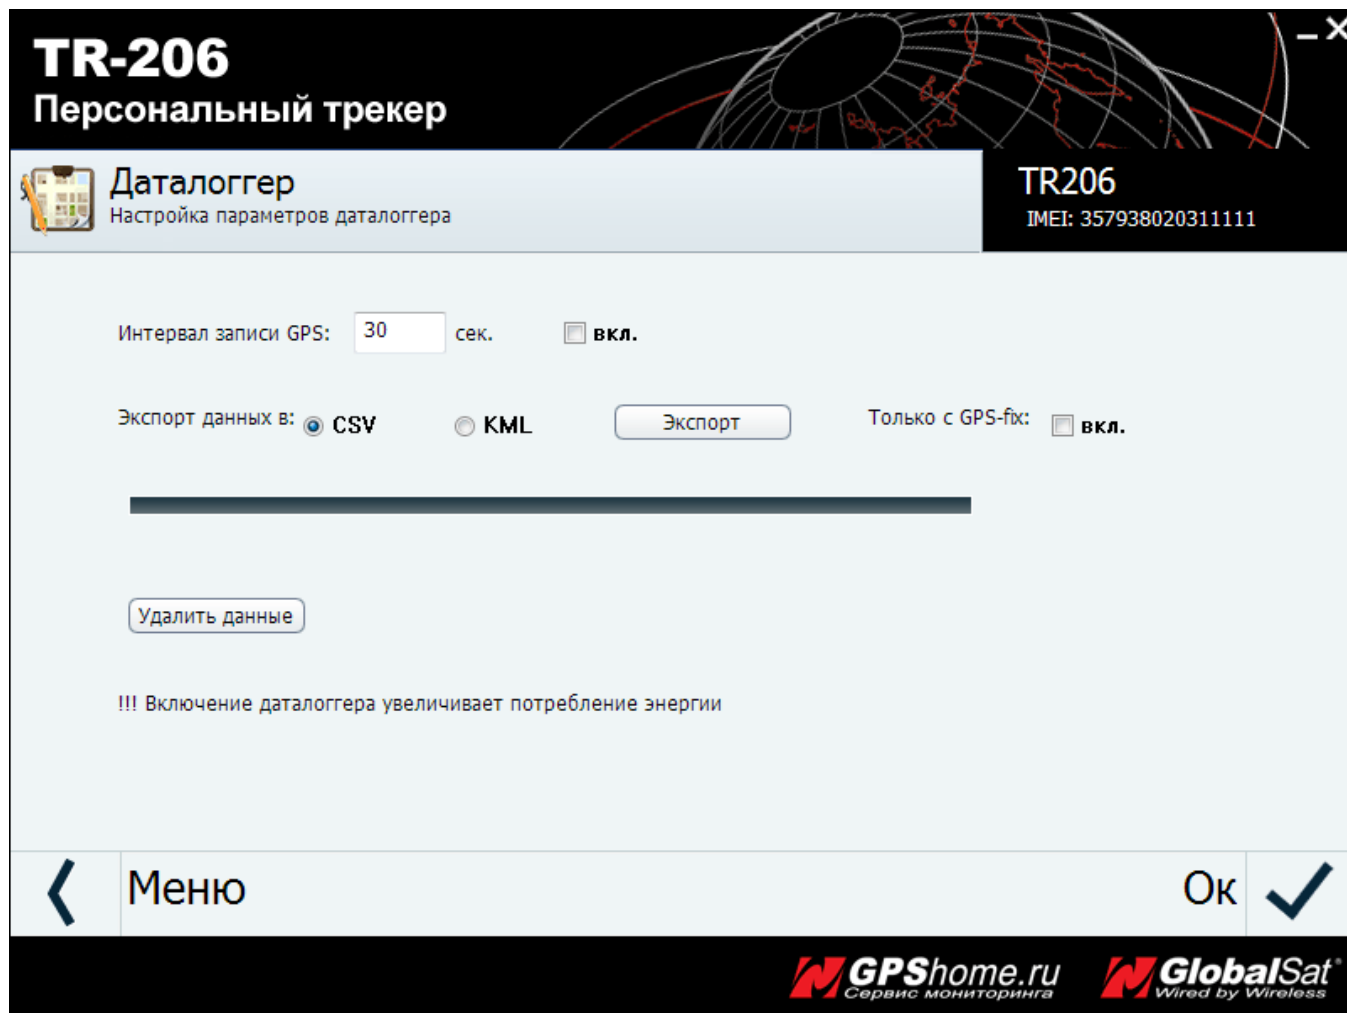 TR-206
Персональный трекер
Даталоггер
Настройка параметров даталоггера
TR206
IMEI: 357938020311111
Интервал записи GPS: 30 сек. вкл.
Экспорт данных в: CSV KML Экспорт Только с GPS-fix: вкл.
Удалить данные
!!! Включение даталоггера увеличивает потребление энергии
Меню Ок
GPShome.ru
Сервис мониторинга
GlobalSat
Wired by Wireless